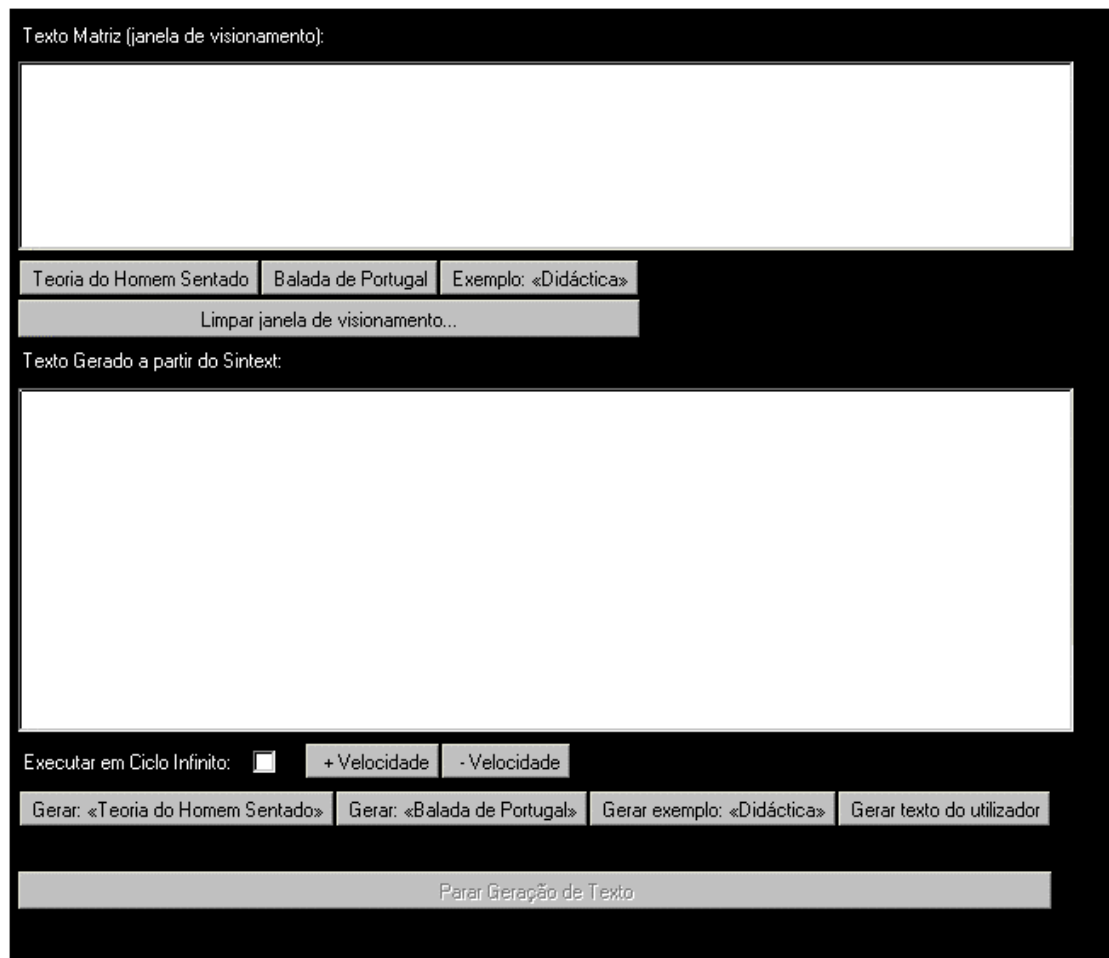 Texto Matriz (janela de visionamento):
Teoria do Homem Sentado Balada de Portugal Exemplo: «Didáctica»
Limpar janela de visionamento...
Texto Gerado a partir do Sintext:
Executar em Ciclo Infinito: + Velocidade - Velocidade
Gerar: «Teoria do Homem Sentado» Gerar: «Balada de Portugal» Gerar exemplo: «Didáctica» Gerar texto do utilizador
Parar Geração de Texto